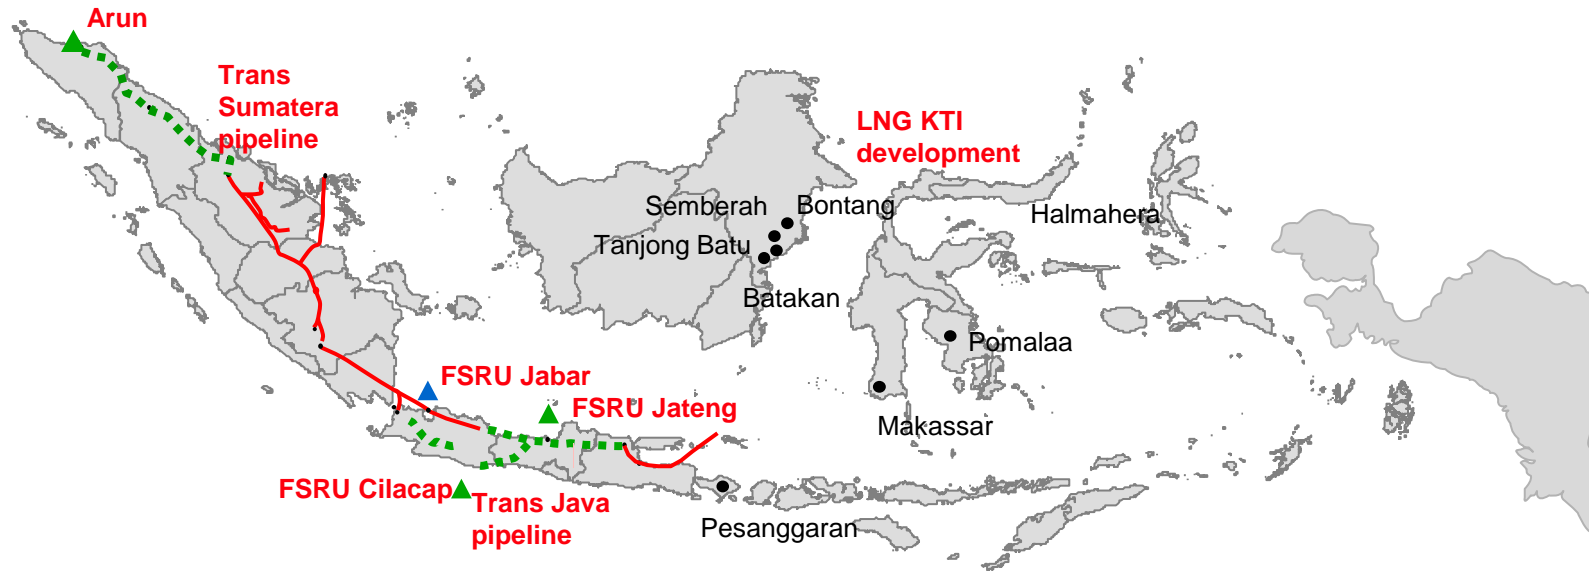 Arun
Trans
Sumatera
pipeline
LNG KTI
development
Semberah
Bontang
Halmahera
Tanjong Batu
Batakan
Pomalaa
FSRU Jabar
FSRU Jateng
Makassar
FSRU Cilacap
Trans Java
pipeline
Pesanggaran